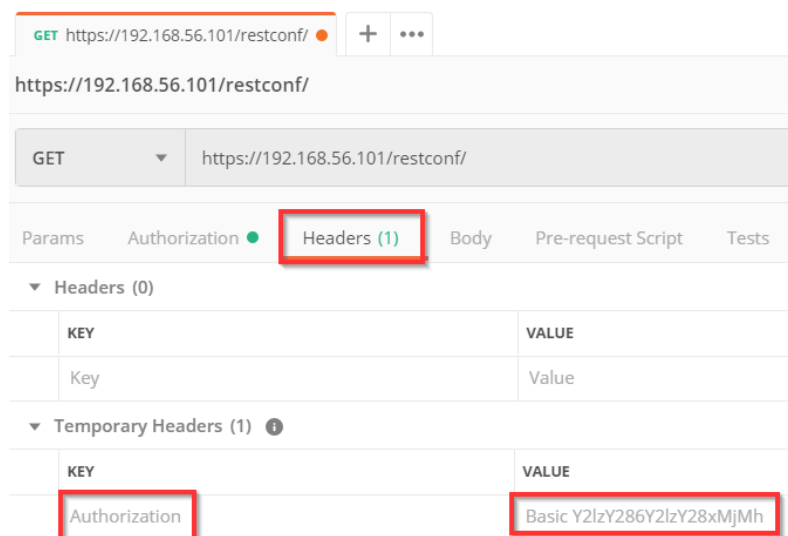 GET https://192.168.56.101/restconf/
https://192.168.56.101/restconf/
GET https://192.168.56.101/restconf/
Params Authorization Headers (1) Body Pre-request Script Tests
Headers (0)
KEY VALUE
Key Value
Temporary Headers (1)
KEY VALUE
Authorization Basic Y2lzY286Y2lzY28xMjMh